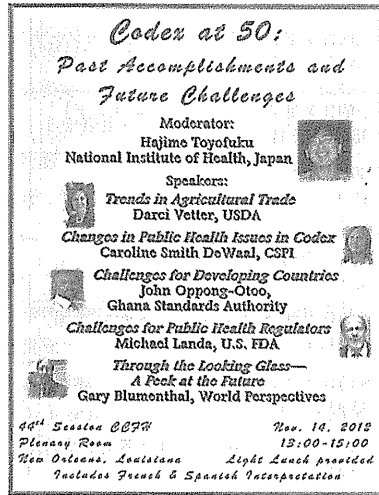 Codex at 50:
Past Accomplishments and
Future Challenges
Moderator:
Hajime Toyofuku
National Institute of Health, Japan
Speakers:
Trends in Agricultural Trade
Darci Vetter, USDA
Changes in Public Health Issues in Codex
Caroline Smith DeWaal, CSPI
Challenges for Developing Countries
John Oppong-Otoo,
Ghana Standards Authority
Challenges for Public Health Regulators
Michael Landa, U.S. FDA
Through the Looking Glass—
A Peek at the Future
Gary Blumenthal, World Perspectives
44th Session CCFH Nov. 14, 2012
Plenary Room 13:00-15:00
New Orleans, Louisiana Light Lunch provided
Includes French & Spanish Interpretation